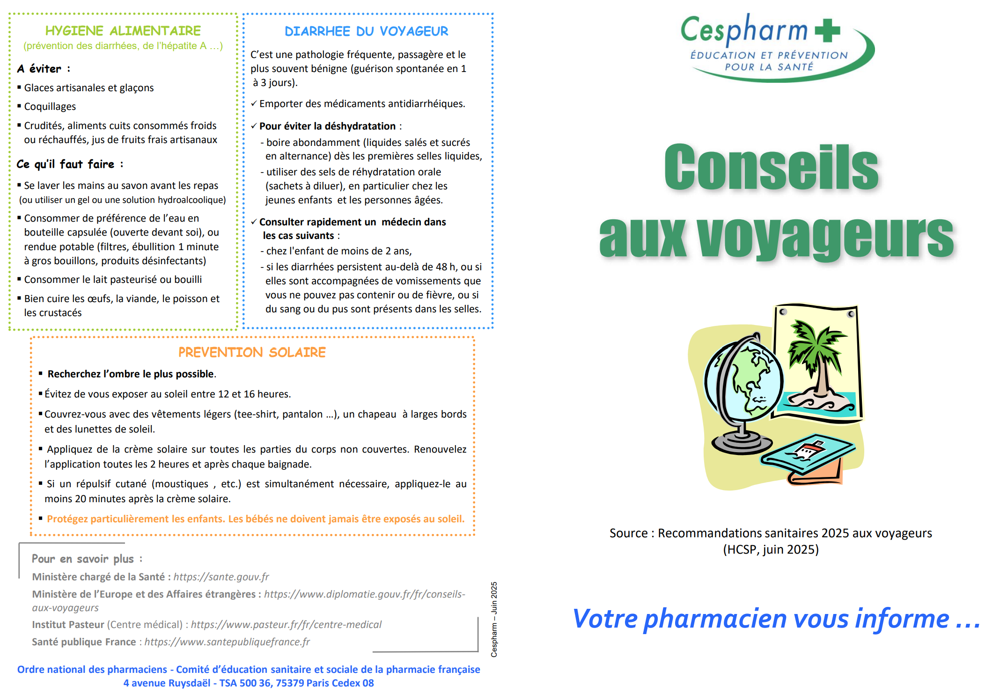 HYGIENE ALIMENTAIRE
(prévention des diarrhées, de l’hépatite A …)
A éviter :
▪ Glaces artisanales et glaçons
▪ Coquillages
▪ Crudités, aliments cuits consommés froids
ou réchauffés, jus de fruits frais artisanaux
Ce qu’il faut faire :
▪ Se laver les mains au savon avant les repas
(ou utiliser un gel ou une solution hydroalcoolique)
▪ Consommer de préférence de l’eau en
bouteille capsulée (ouverte devant soi), ou
rendue potable (filtres, ébullition 1 minute
à gros bouillons, produits désinfectants)
▪ Consommer le lait pasteurisé ou bouilli
▪ Bien cuire les œufs, la viande, le poisson et
les crustacés
DIARRHEE DU VOYAGEUR
C’est une pathologie fréquente, passagère et le
plus souvent bénigne (guérison spontanée en 1
à 3 jours).
✓ Emporter des médicaments antidiarrhéiques.
✓ Pour éviter la déshydratation :
- boire abondamment (liquides salés et sucrés
en alternance) dès les premières selles liquides,
- utiliser des sels de réhydratation orale
(sachets à diluer), en particulier chez les
jeunes enfants et les personnes âgées.
✓ Consulter rapidement un médecin dans
les cas suivants :
- chez l'enfant de moins de 2 ans,
- si les diarrhées persistent au-delà de 48 h, ou si
elles sont accompagnées de vomissements que
vous ne pouvez pas contenir ou de fièvre, ou si
du sang ou du pus sont présents dans les selles.
PREVENTION SOLAIRE
▪ Recherchez l’ombre le plus possible.
▪ Évitez de vous exposer au soleil entre 12 et 16 heures.
▪ Couvrez-vous avec des vêtements légers (tee-shirt, pantalon …), un chapeau à larges bords
et des lunettes de soleil.
▪ Appliquez de la crème solaire sur toutes les parties du corps non couvertes. Renouvelez
l’application toutes les 2 heures et après chaque baignade.
▪ Si un répulsif cutané (moustiques , etc.) est simultanément nécessaire, appliquez-le au
moins 20 minutes après la crème solaire.
▪ Protégez particulièrement les enfants. Les bébés ne doivent jamais être exposés au soleil.
Pour en savoir plus :
Ministère chargé de la Santé : https://sante.gouv.fr
Ministère de l’Europe et des Affaires étrangères : https://www.diplomatie.gouv.fr/fr/conseils-
aux-voyageurs
Institut Pasteur (Centre médical) : https://www.pasteur.fr/fr/centre-medical
Santé publique France : https://www.santepubliquefrance.fr
Cespharm – Juin 2025
Ordre national des pharmaciens - Comité d’éducation sanitaire et sociale de la pharmacie française
4 avenue Ruysdaël - TSA 500 36, 75379 Paris Cedex 08
Cespharm
ÉDUCATION ET PRÉVENTION
POUR LA SANTÉ
Conseils
aux voyageurs
Source : Recommandations sanitaires 2025 aux voyageurs
(HCSP, juin 2025)
Votre pharmacien vous informe …